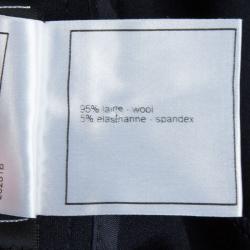 95% laine - wool
5% elasthanne - spandex